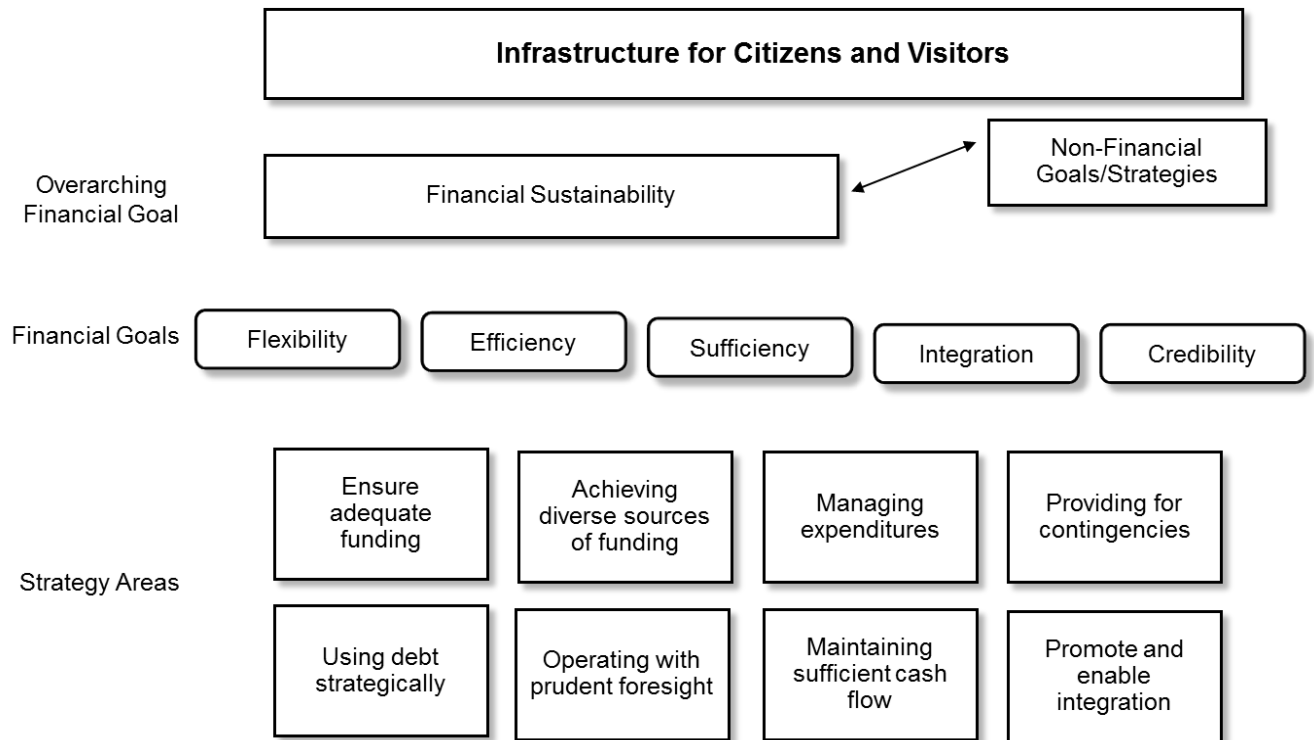 Infrastructure for Citizens and Visitors
Overarching
Financial Goal
Financial Sustainability
Non-Financial
Goals/Strategies
Financial Goals
Flexibility
Efficiency
Sufficiency
Integration
Credibility
Strategy Areas
Ensure
adequate
funding
Achieving
diverse sources
of funding
Managing
expenditures
Providing for
contingencies
Using debt
strategically
Operating with
prudent foresight
Maintaining
sufficient cash
flow
Promote and
enable
integration